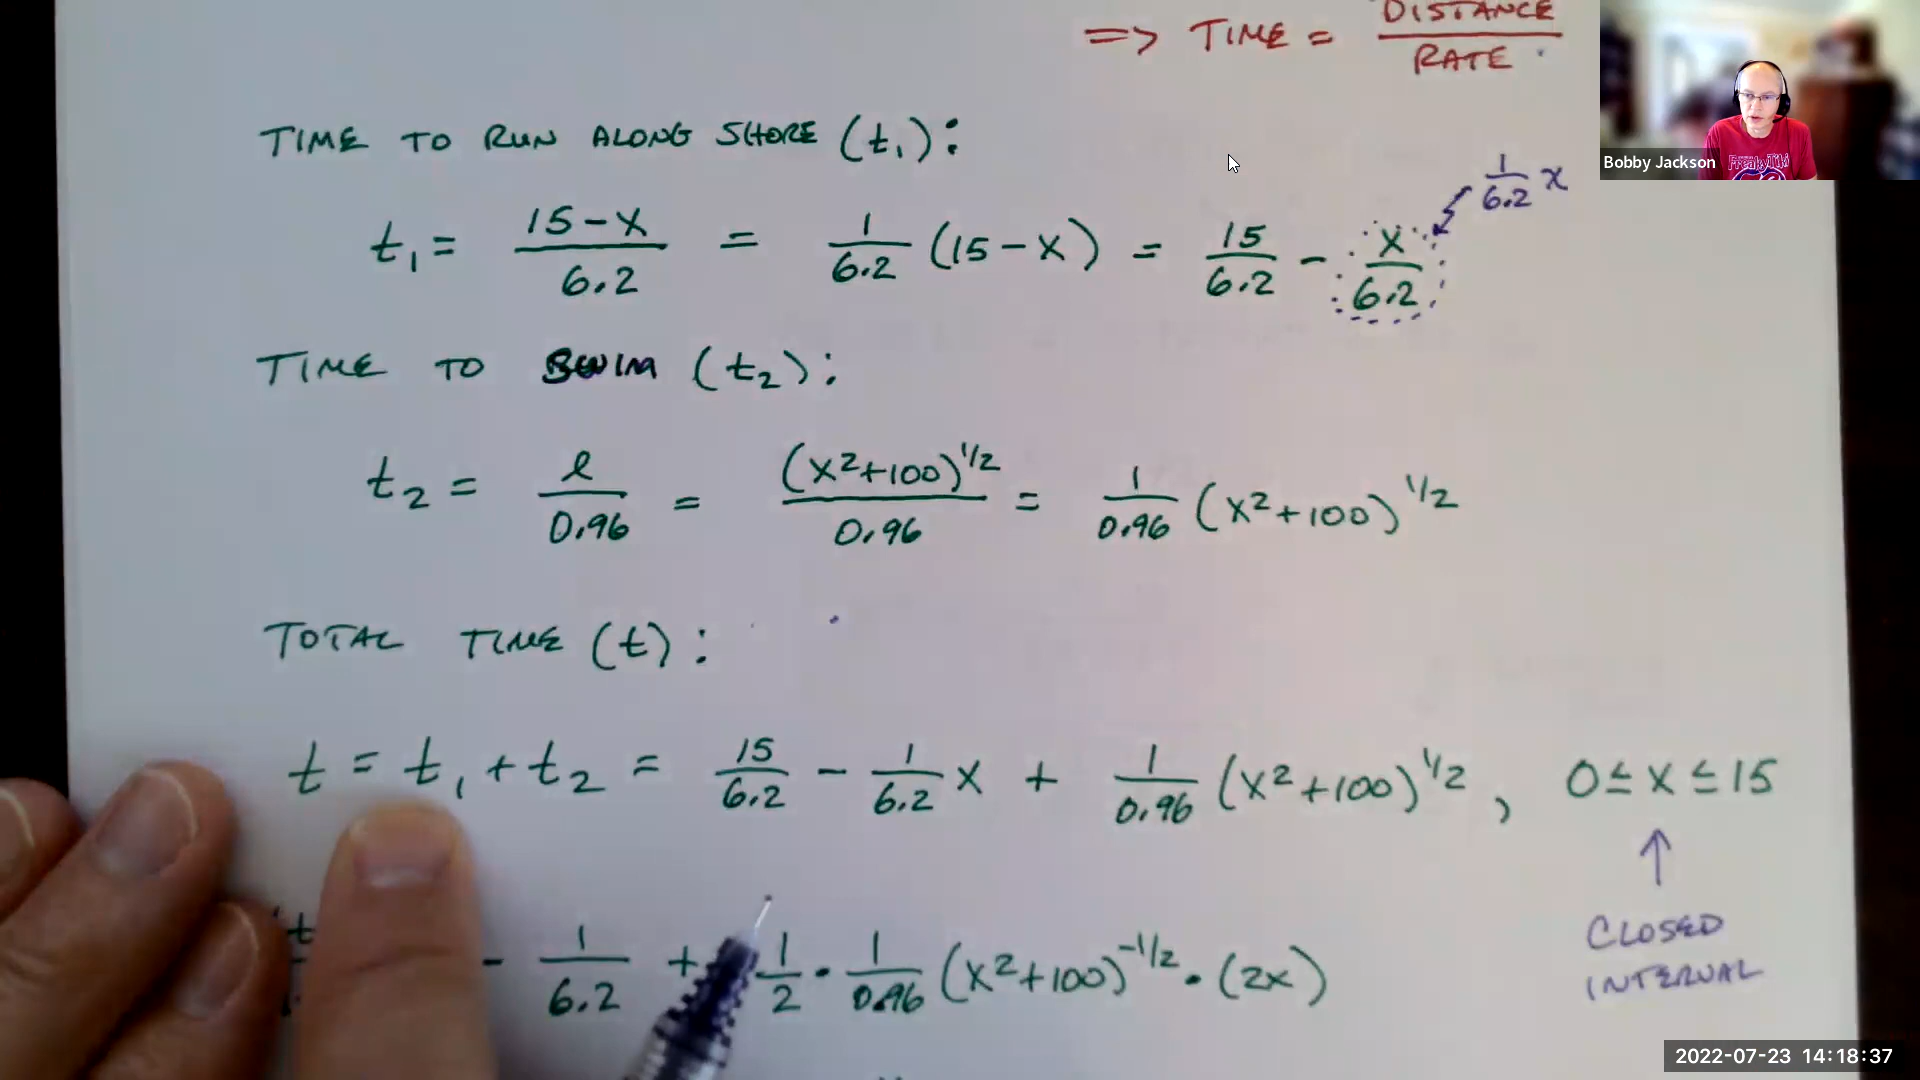 => TIME = DISTANCE / RATE
TIME TO RUN ALONG SHORE (t₁):
t₁ = (15-x)/6.2 = 1/6.2 (15-x) = 15/6.2 - x/6.2
1/6.2 x
TIME TO SWIM (t₂):
t₂ = l/0.96 = (x²+100)^1/2 / 0.96 = 1/0.96 (x²+100)^1/2
TOTAL TIME (t):
t = t₁ + t₂ = 15/6.2 - 1/6.2 x + 1/0.96 (x²+100)^1/2, 0 ≤ x ≤ 15
↑
CLOSED
INTERVAL
- 1/6.2 + 1/2 · 1/0.96 (x²+100)^-1/2 · (2x)
Bobby Jackson
2022-07-23 14:18:37